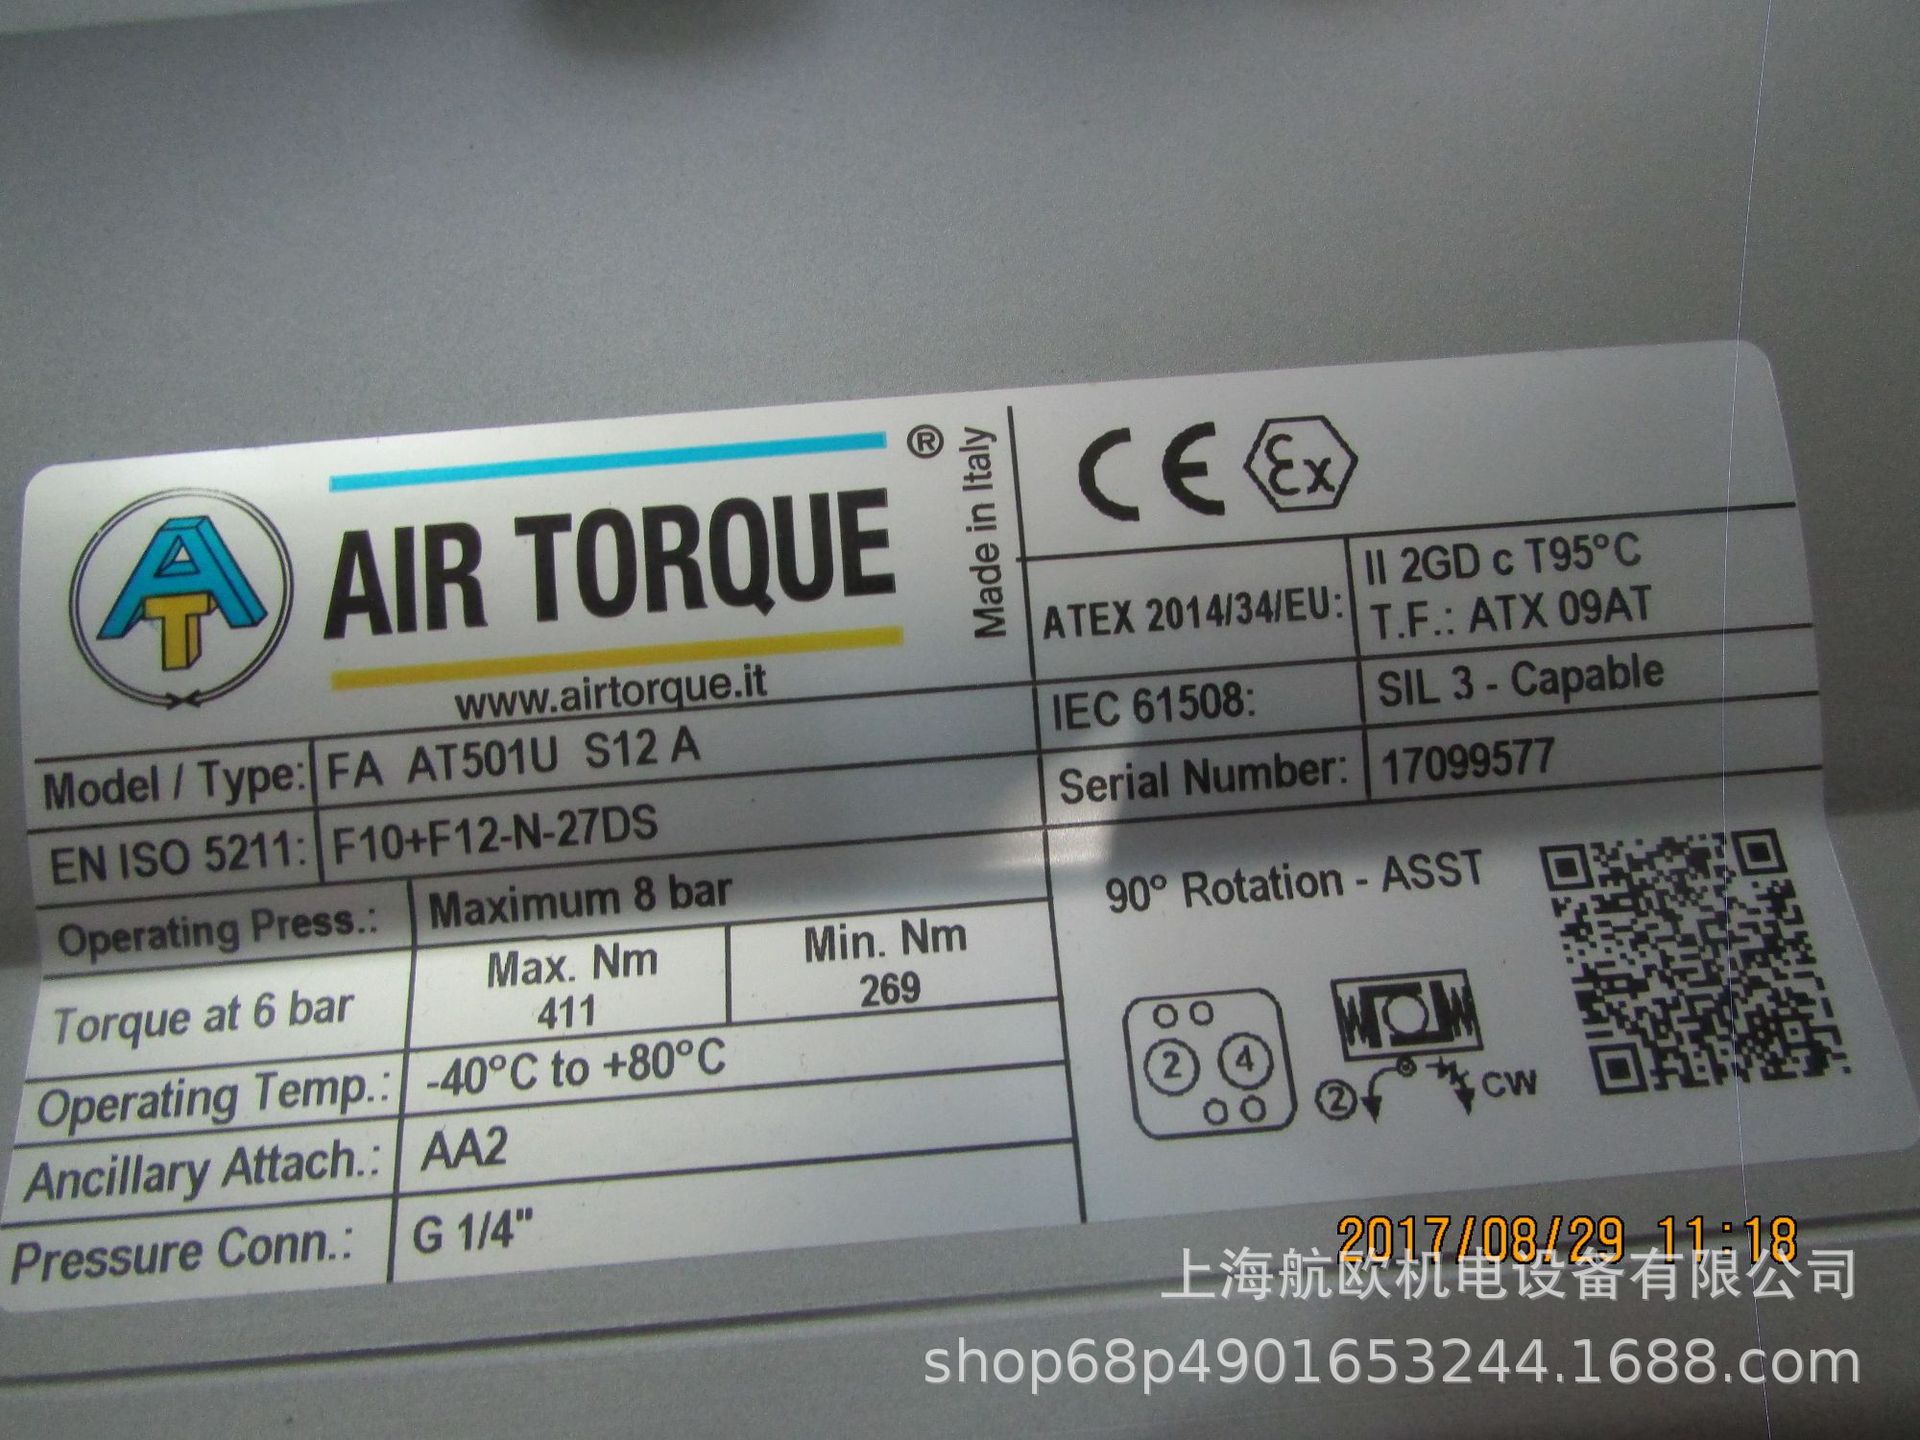 AT
AIR TORQUE ®
www.airtorque.it
Made in Italy
CE Ex
ATEX 2014/34/EU: II 2GD c T95°C
T.F.: ATX 09AT
IEC 61508: SIL 3 - Capable
Serial Number: 17099577
Model / Type: FA AT501U S12 A
EN ISO 5211: F10+F12-N-27DS
Operating Press.: Maximum 8 bar
Torque at 6 bar
Max. Nm
411
Min. Nm
269
Operating Temp.: -40°C to +80°C
Ancillary Attach.: AA2
Pressure Conn.: G 1/4"
90° Rotation - ASST
2 4
2 CW
2017/08/29 11:18
上海航欧机电设备有限公司
shop68p4901653244.1688.com